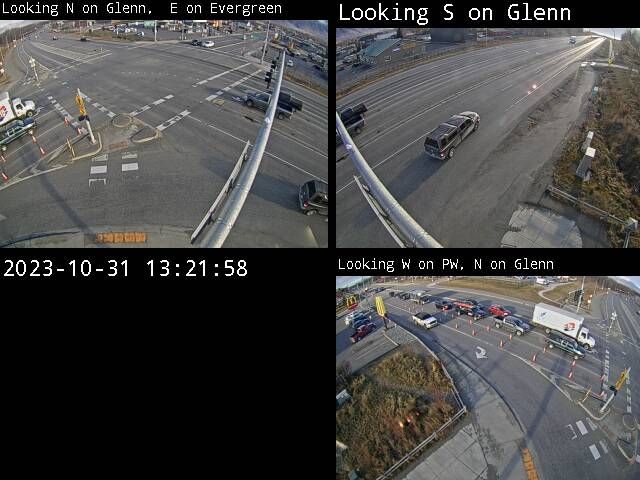 Looking N on Glenn,  E on Evergreen
Looking S on Glenn
2023-10-31 13:21:58
Looking W on PW, N on Glenn